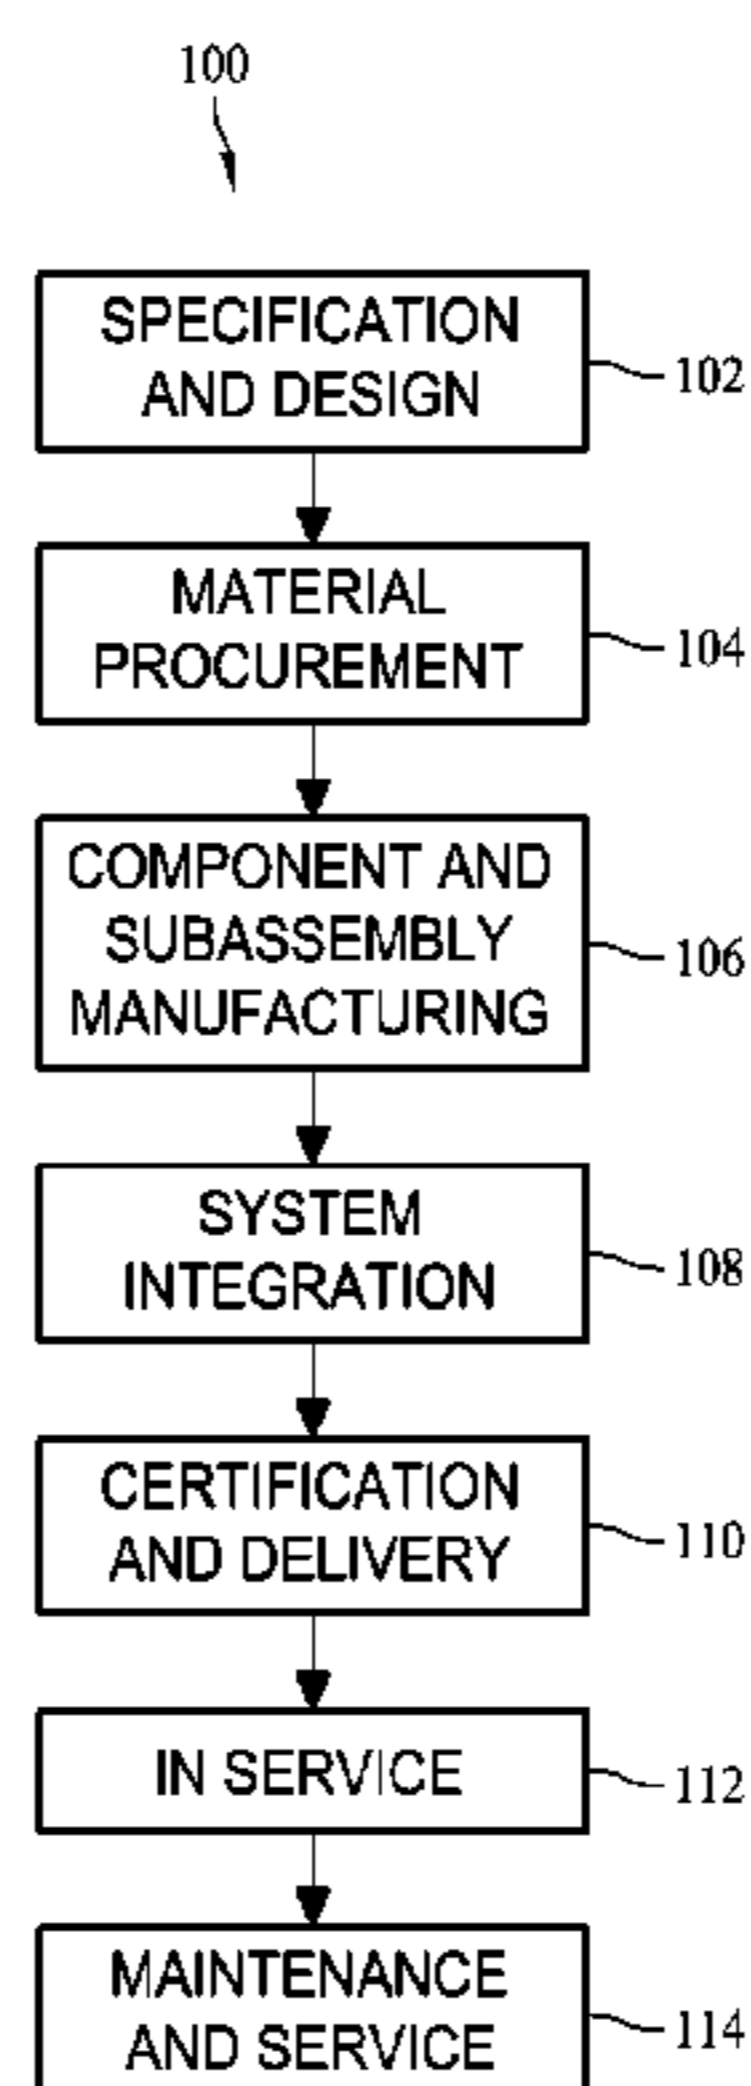 100
SPECIFICATION
AND DESIGN
102
MATERIAL
PROCUREMENT
104
COMPONENT AND
SUBASSEMBLY
MANUFACTURING
106
SYSTEM
INTEGRATION
108
CERTIFICATION
AND DELIVERY
110
IN SERVICE
112
MAINTENANCE
AND SERVICE
114